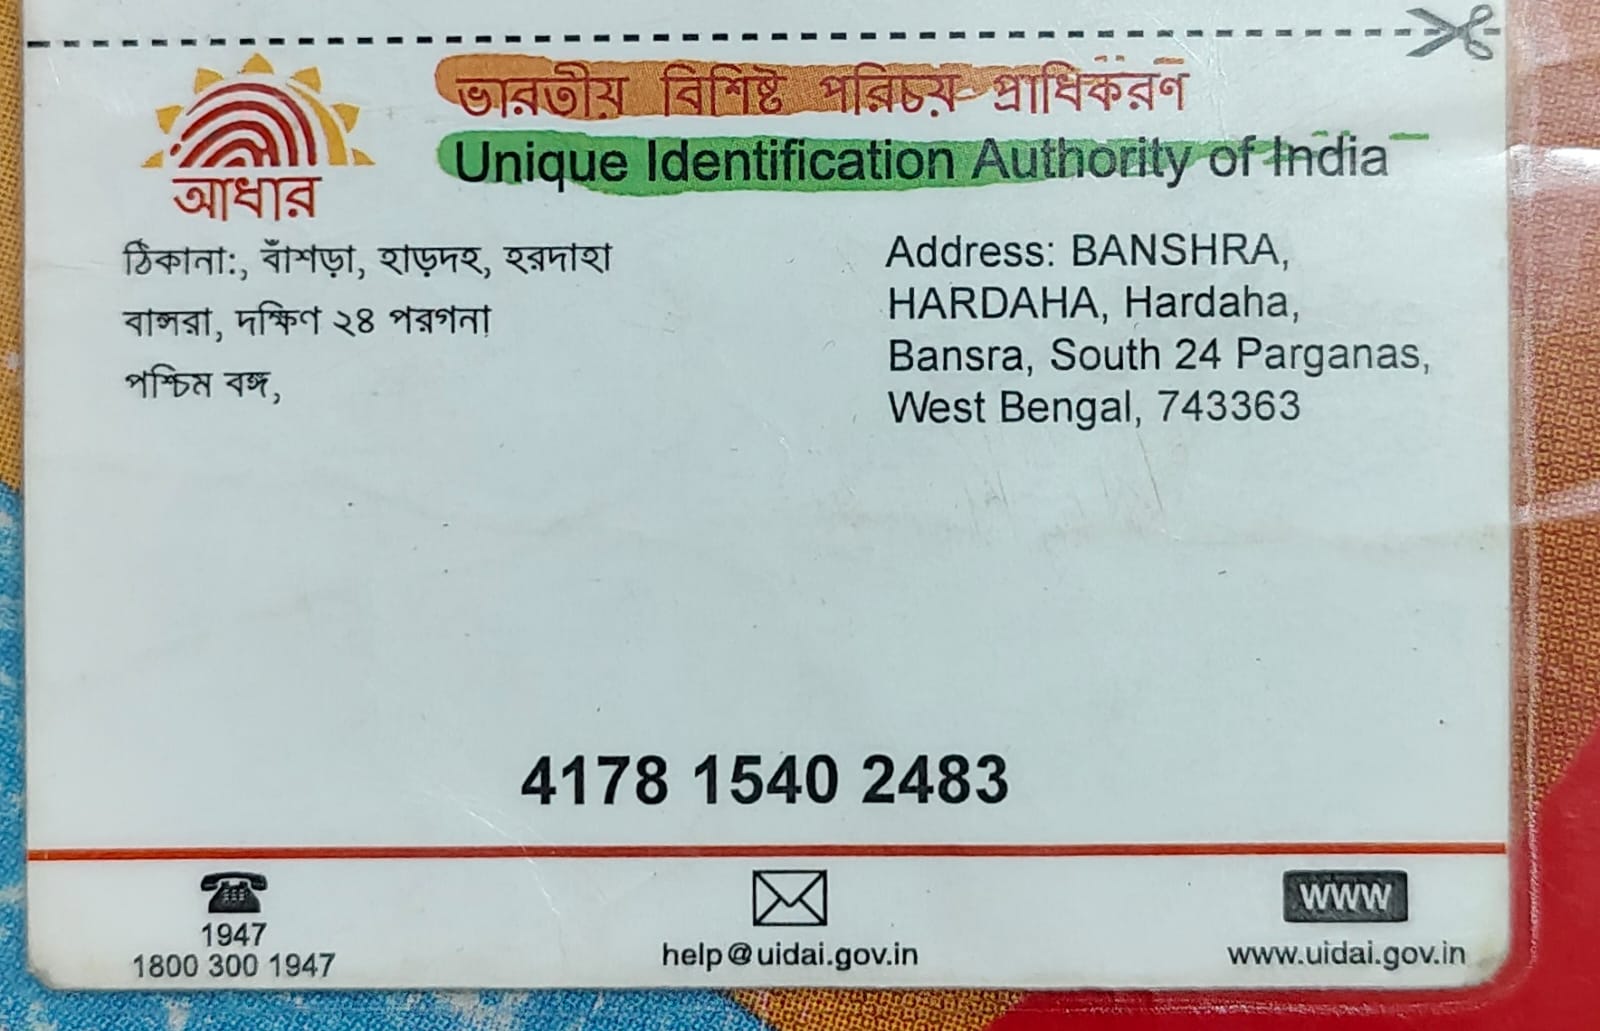 ভারতীয় বিশিষ্ট পরিচয় প্রাধিকরণ
Unique Identification Authority of India
আধার
ঠিকানা:, বাঁশড়া, হাড়দহ, হরদাহা
বান্সরা, দক্ষিণ ২৪ পরগনা
পশ্চিম বঙ্গ,
Address: BANSHRA,
HARDAHA, Hardaha,
Bansra, South 24 Parganas,
West Bengal, 743363
4178 1540 2483
1947
1800 300 1947
help@uidai.gov.in
www
www.uidai.gov.in